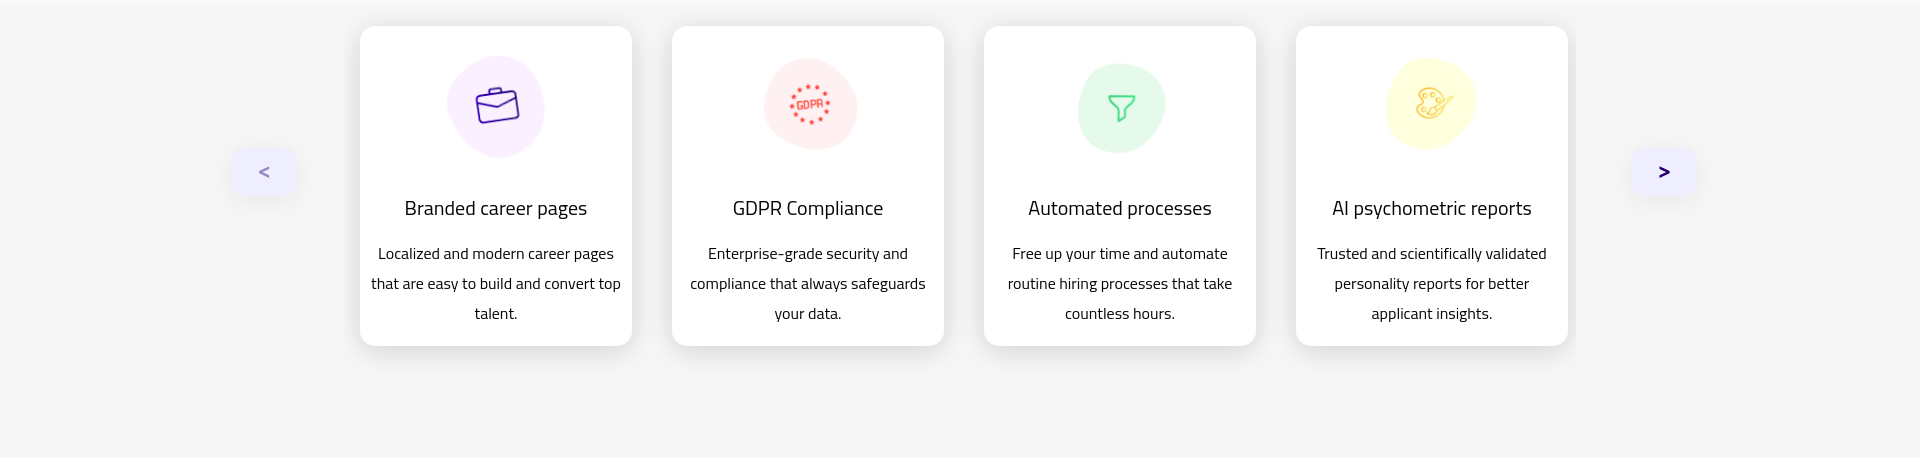 GDPR
<
>
Branded career pages
Localized and modern career pages
that are easy to build and convert top
talent.
GDPR Compliance
Enterprise-grade security and
compliance that always safeguards
your data.
Automated processes
Free up your time and automate
routine hiring processes that take
countless hours.
AI psychometric reports
Trusted and scientifically validated
personality reports for better
applicant insights.